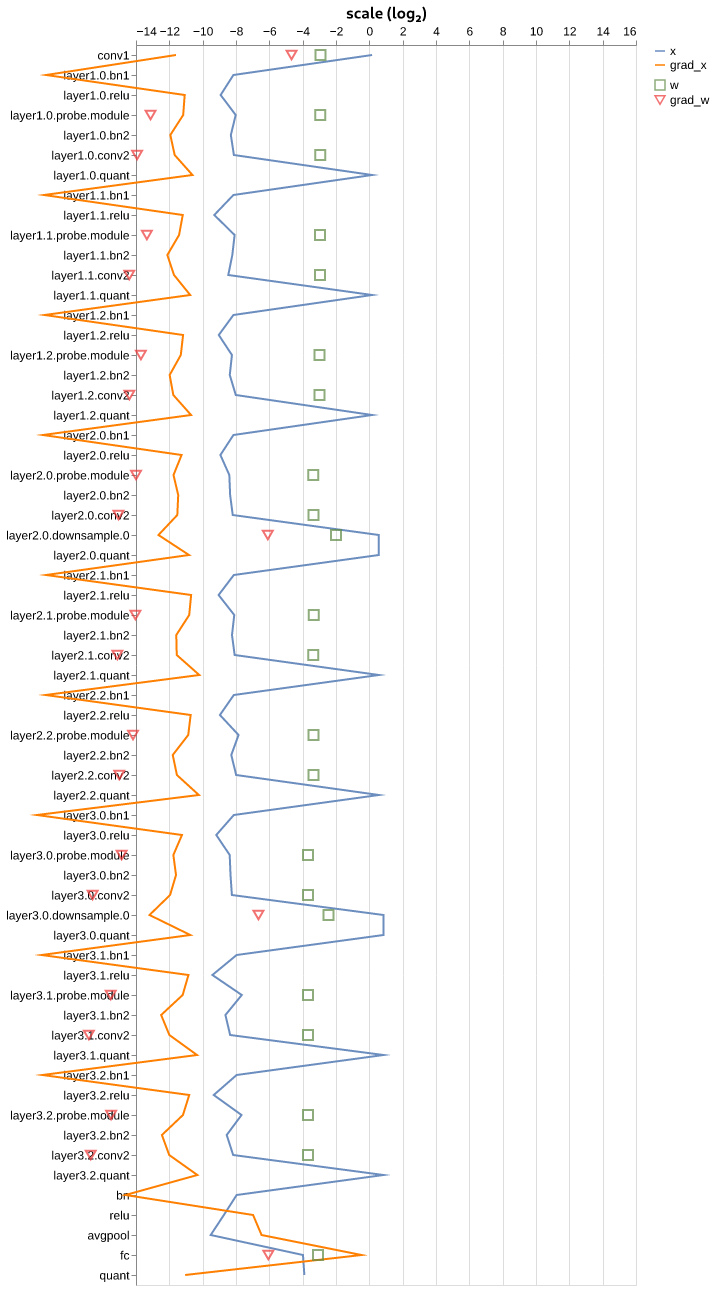 scale (log₂)
−14 −12 −10 −8 −6 −4 −2 0 2 4 6 8 10 12 14 16
x
grad_x
w
grad_w
conv1
layer1.0.bn1
layer1.0.relu
layer1.0.probe.module
layer1.0.bn2
layer1.0.conv2
layer1.0.quant
layer1.1.bn1
layer1.1.relu
layer1.1.probe.module
layer1.1.bn2
layer1.1.conv2
layer1.1.quant
layer1.2.bn1
layer1.2.relu
layer1.2.probe.module
layer1.2.bn2
layer1.2.conv2
layer1.2.quant
layer2.0.bn1
layer2.0.relu
layer2.0.probe.module
layer2.0.bn2
layer2.0.conv2
layer2.0.downsample.0
layer2.0.quant
layer2.1.bn1
layer2.1.relu
layer2.1.probe.module
layer2.1.bn2
layer2.1.conv2
layer2.1.quant
layer2.2.bn1
layer2.2.relu
layer2.2.probe.module
layer2.2.bn2
layer2.2.conv2
layer2.2.quant
layer3.0.bn1
layer3.0.relu
layer3.0.probe.module
layer3.0.bn2
layer3.0.conv2
layer3.0.downsample.0
layer3.0.quant
layer3.1.bn1
layer3.1.relu
layer3.1.probe.module
layer3.1.bn2
layer3.1.conv2
layer3.1.quant
layer3.2.bn1
layer3.2.relu
layer3.2.probe.module
layer3.2.bn2
layer3.2.conv2
layer3.2.quant
bn
relu
avgpool
fc
quant